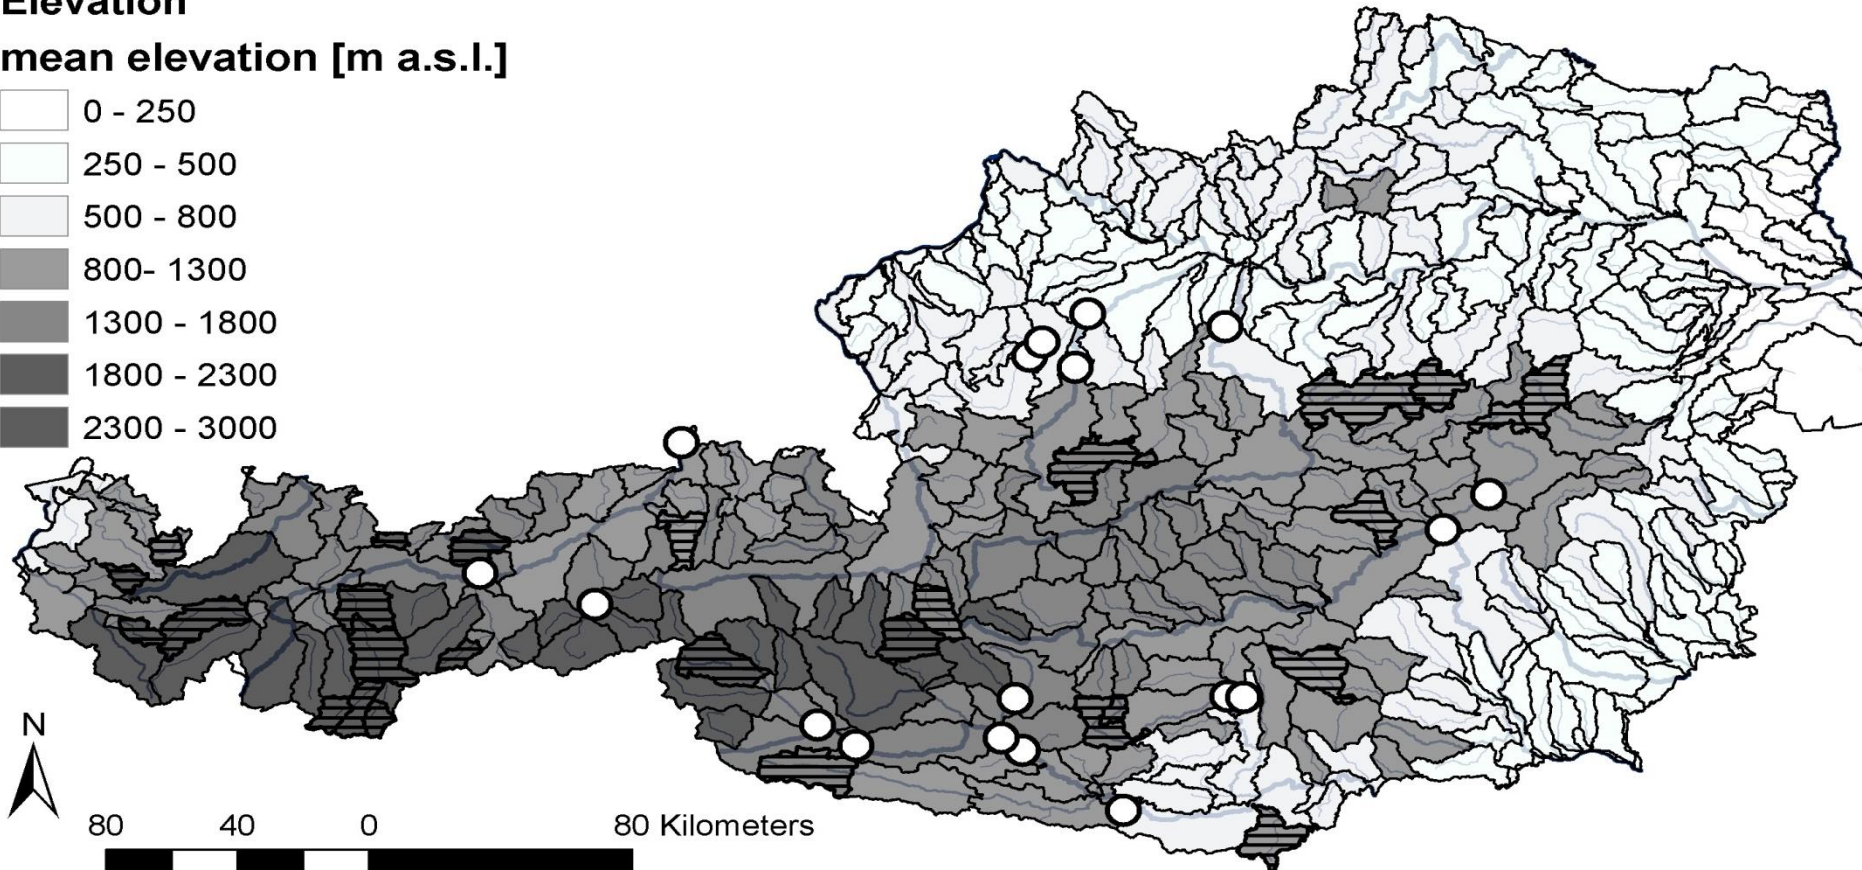 Elevation
mean elevation [m a.s.l.]
0 - 250
250 - 500
500 - 800
800- 1300
1300 - 1800
1800 - 2300
2300 - 3000
N
80 40 0 80 Kilometers